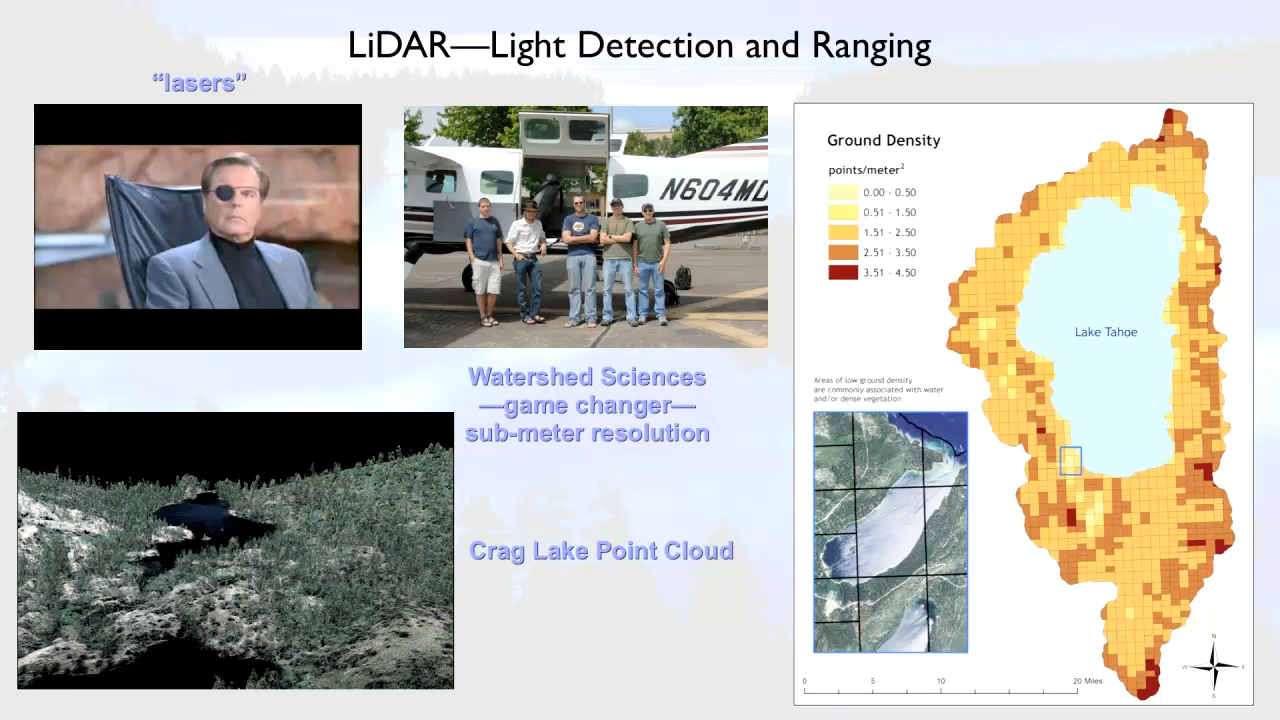 LiDAR—Light Detection and Ranging
“lasers”
N604MD
Watershed Sciences
—game changer—
sub-meter resolution
Crag Lake Point Cloud
Ground Density
points/meter²
0.00 - 0.50
0.51 - 1.50
1.51 - 2.50
2.51 - 3.50
3.51 - 4.50
Lake Tahoe
Areas of low ground density
are commonly associated with water
and/or dense vegetation
N
W E
S
0 5 10 20 Miles